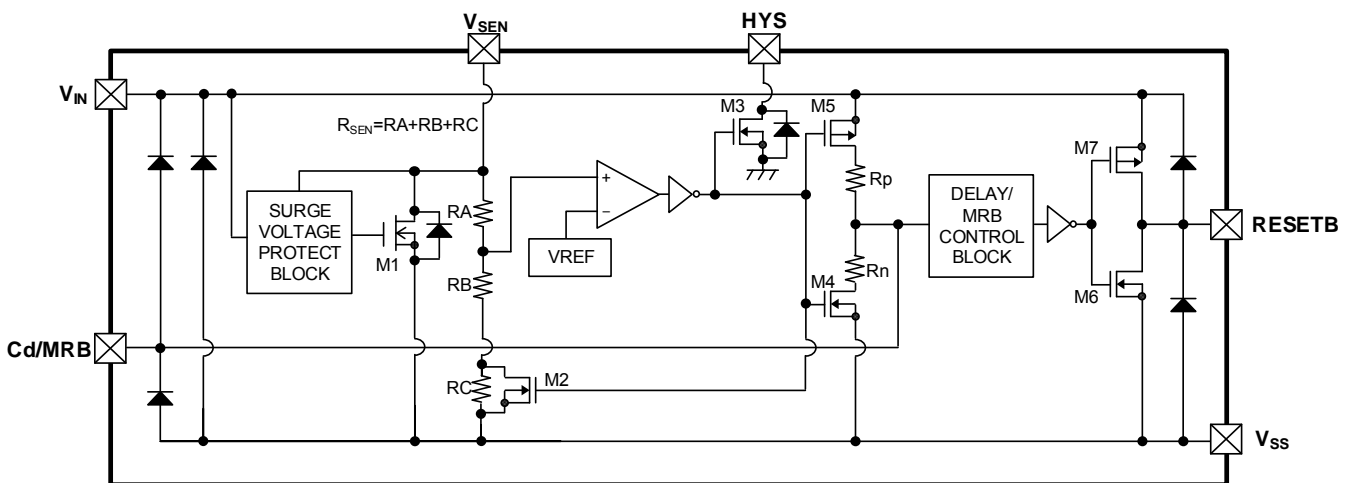 VSEN
HYS
VIN
RSEN=RA+RB+RC
M3
M5
M7
SURGE
VOLTAGE
PROTECT
BLOCK
M1
RA
+
−
VREF
RB
Rp
Rn
M4
DELAY/
MRB
CONTROL
BLOCK
M6
RESETB
Cd/MRB
RC
M2
VSS